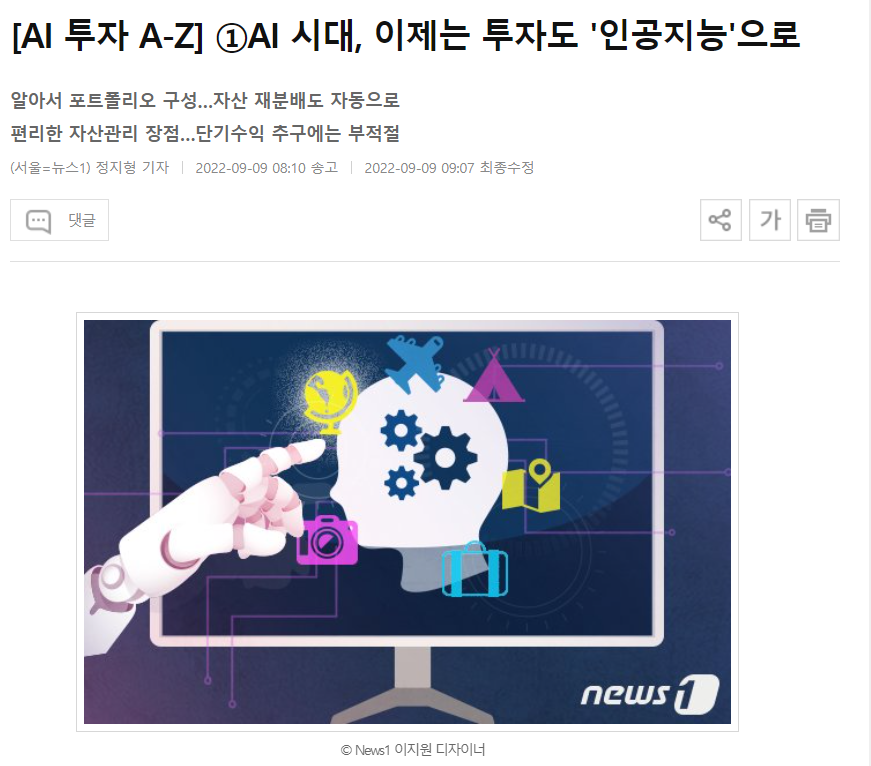 [AI 투자 A-Z] ①AI 시대, 이제는 투자도 '인공지능'으로
알아서 포트폴리오 구성...자산 재분배도 자동으로
편리한 자산관리 장점...단기수익 추구에는 부적절
(서울=뉴스1) 정지형 기자 | 2022-09-09 08:10 송고 | 2022-09-09 09:07 최종수정
댓글
가
news1
© News1 이지원 디자이너